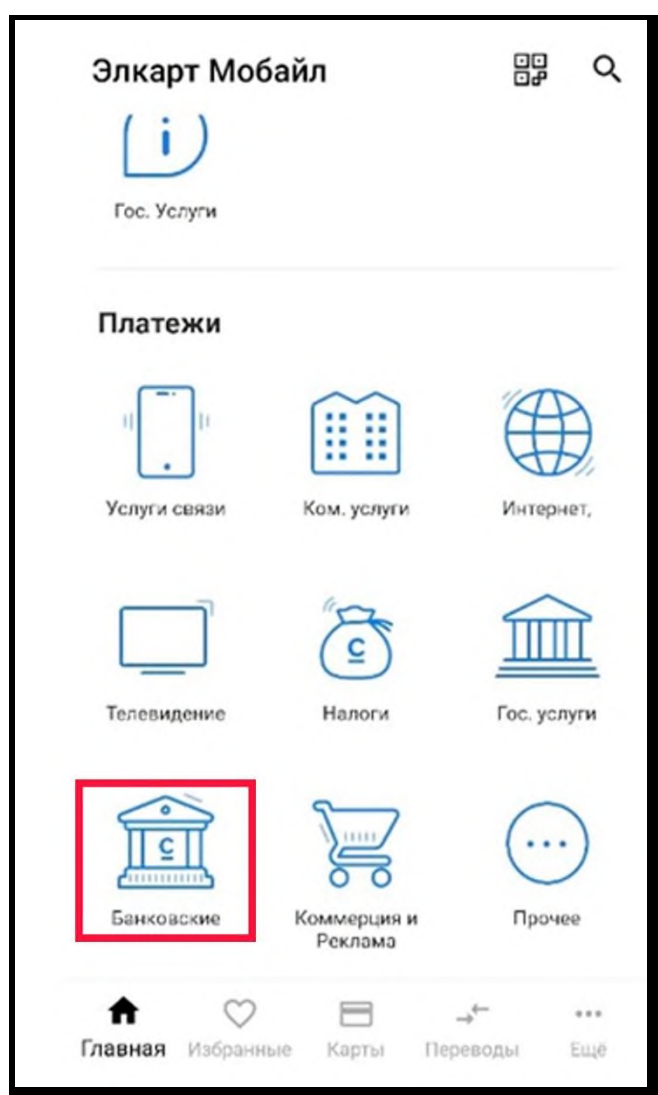 Элкарт Мобайл
Гос. Услуги
Платежи
Услуги связи
Ком. услуги
Интернет,
Телевидение
Налоги
Гос. услуги
Банковские
Коммерция и
Реклама
Прочее
Главная
Избранные
Карты
Переводы
Ещё